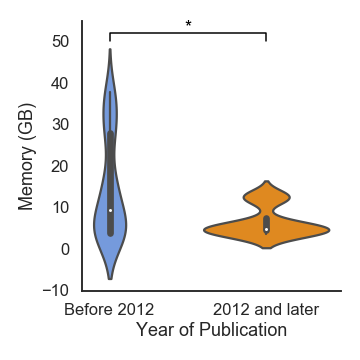 *
50
40
30
20
10
0
−10
Memory (GB)
Before 2012 2012 and later
Year of Publication